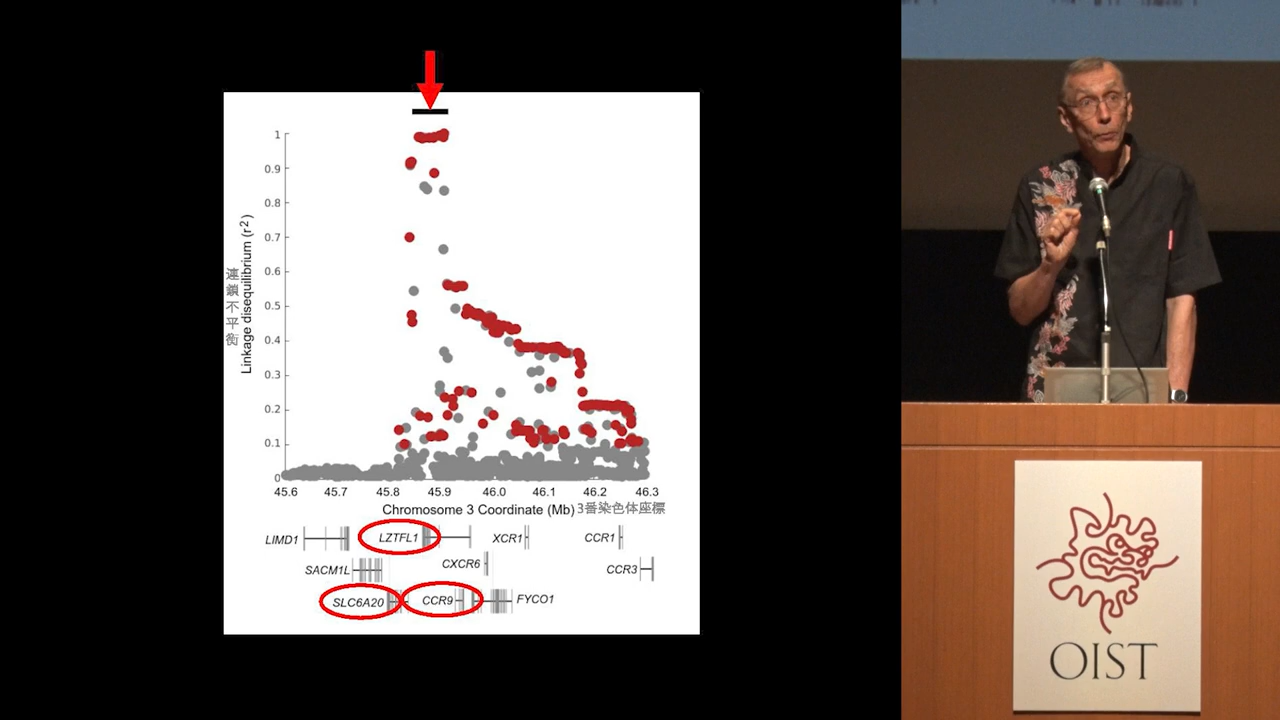 1
0.9
0.8
0.7
0.6
0.5
0.4
0.3
0.2
0.1
0
Linkage disequilibrium (r2)
連鎖不平衡
45.6 45.7 45.8 45.9 46.0 46.1 46.2 46.3
Chromosome 3 Coordinate (Mb) 3番染色体座標
LIMD1 LZTFL1 XCR1 CCR1
SACM1L CXCR6 CCR3
SLC6A20 CCR9 FYCO1
OIST